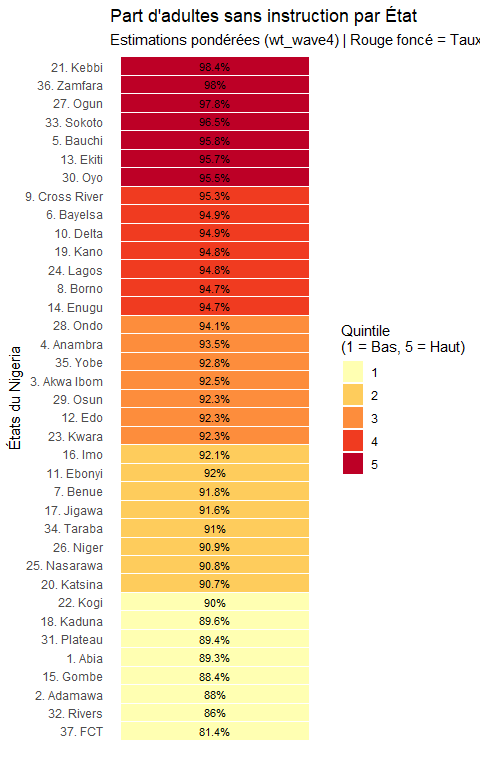 Part d'adultes sans instruction par État
Estimations pondérées (wt_wave4) | Rouge foncé = Taux
21. Kebbi 98.4%
36. Zamfara 98%
27. Ogun 97.3%
33. Sokoto 96.5%
5. Bauchi 95.8%
13. Ekiti 95.7%
30. Oyo 95.5%
9. Cross River 95.3%
6. Bayelsa 94.9%
10. Delta 94.9%
19. Kano 94.8%
24. Lagos 94.8%
8. Borno 94.7%
14. Enugu 94.7%
28. Ondo 94.1%
4. Anambra 93.5%
35. Yobe 92.8%
3. Akwa Ibom 92.5%
29. Osun 92.3%
12. Edo 92.3%
23. Kwara 92.3%
16. Imo 92.1%
11. Ebonyi 92%
7. Benue 91.8%
17. Jigawa 91.6%
34. Taraba 91%
26. Niger 90.9%
25. Nasarawa 90.8%
20. Katsina 90.7%
22. Kogi 90%
18. Kaduna 89.6%
31. Plateau 89.4%
1. Abia 89.3%
15. Gombe 88.4%
2. Adamawa 88%
32. Rivers 86%
37. FCT 81.4%
États du Nigeria
Quintile
(1 = Bas, 5 = Haut)
1
2
3
4
5